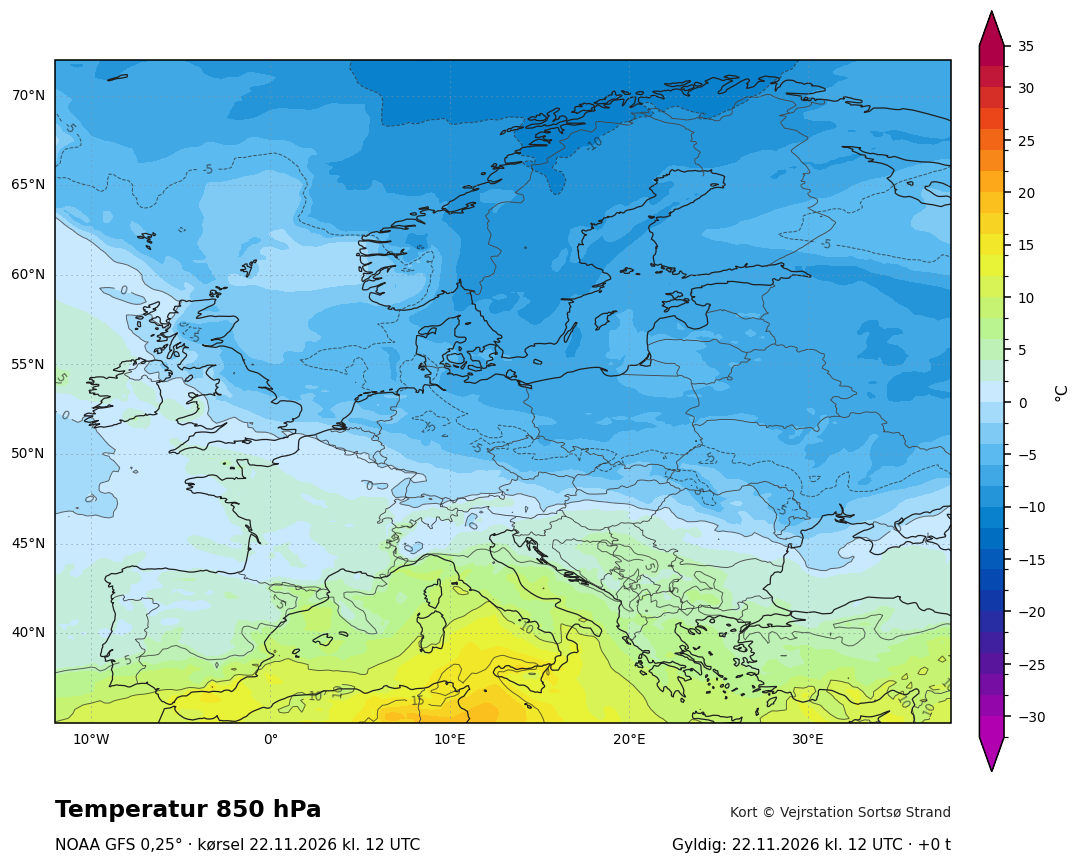 70°N
65°N
60°N
55°N
50°N
45°N
40°N
10°W
0°
10°E
20°E
30°E
35
30
25
20
15
10
5
0
−5
−10
−15
−20
−25
−30
°C
Temperatur 850 hPa
Kort © Vejrstation Sortsø Strand
NOAA GFS 0,25° · kørsel 22.11.2026 kl. 12 UTC
Gyldig: 22.11.2026 kl. 12 UTC · +0 t